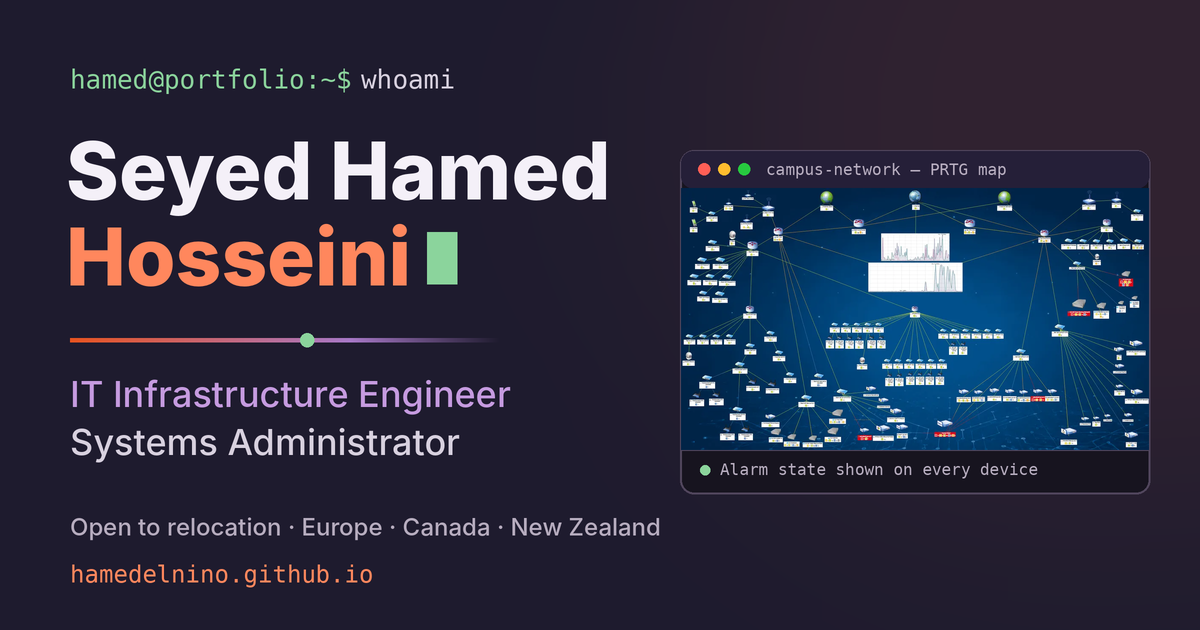 hamed@portfolio:~$ whoami
Seyed Hamed
Hosseini
IT Infrastructure Engineer
Systems Administrator
Open to relocation · Europe · Canada · New Zealand
hamedelnino.github.io
campus-network — PRTG map
Alarm state shown on every device